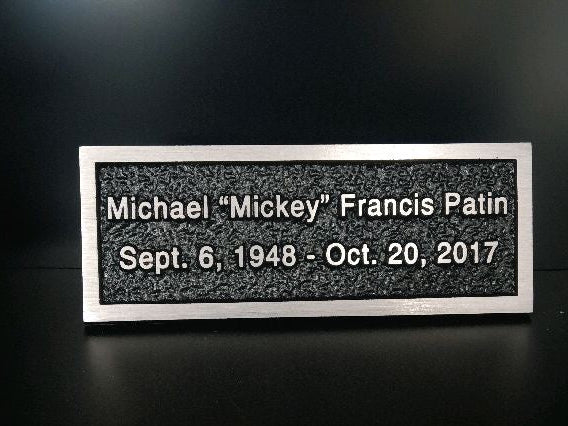 Michael “Mickey” Francis Patin
Sept. 6, 1948 - Oct. 20, 2017